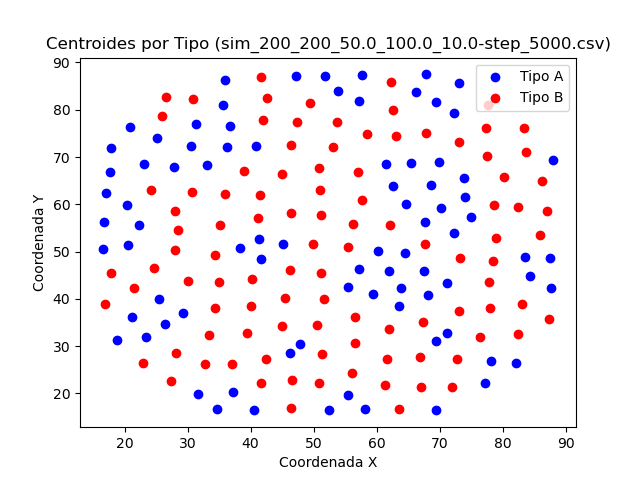 Centroides por Tipo (sim_200_200_50.0_100.0_10.0-step_5000.csv)
Tipo A
Tipo B
90
80
70
60
50
40
30
20
Coordenada Y
20 30 40 50 60 70 80 90
Coordenada X